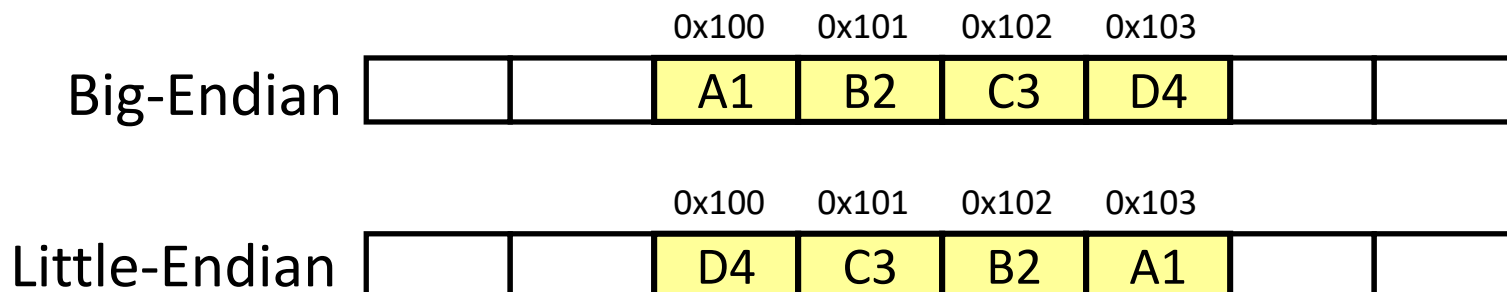 0x100 0x101 0x102 0x103
Big-Endian A1 B2 C3 D4
0x100 0x101 0x102 0x103
Little-Endian D4 C3 B2 A1